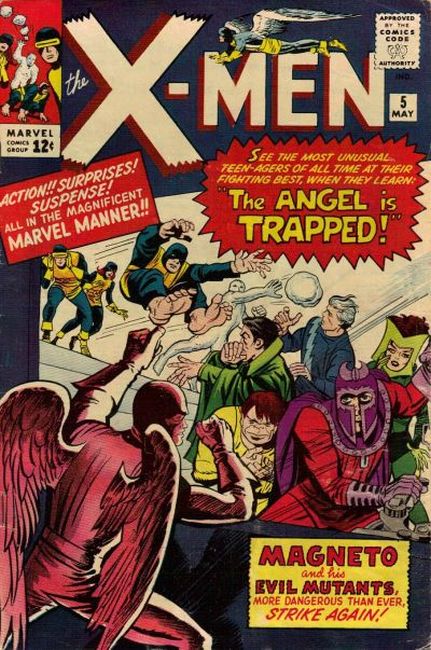 the X-MEN
APPROVED
BY THE
COMICS
CODE
AUTHORITY
IND.
MARVEL
COMICS
GROUP 12¢
5
MAY
ACTION!! SURPRISES!
SUSPENSE!
ALL IN THE MAGNIFICENT
MARVEL MANNER!!
SEE THE MOST UNUSUAL
TEEN-AGERS OF ALL TIME AT THEIR
FIGHTING BEST, WHEN THEY LEARN:
"The ANGEL is
TRAPPED!"
MAGNETO
and his
EVIL MUTANTS,
MORE DANGEROUS THAN EVER,
STRIKE AGAIN!